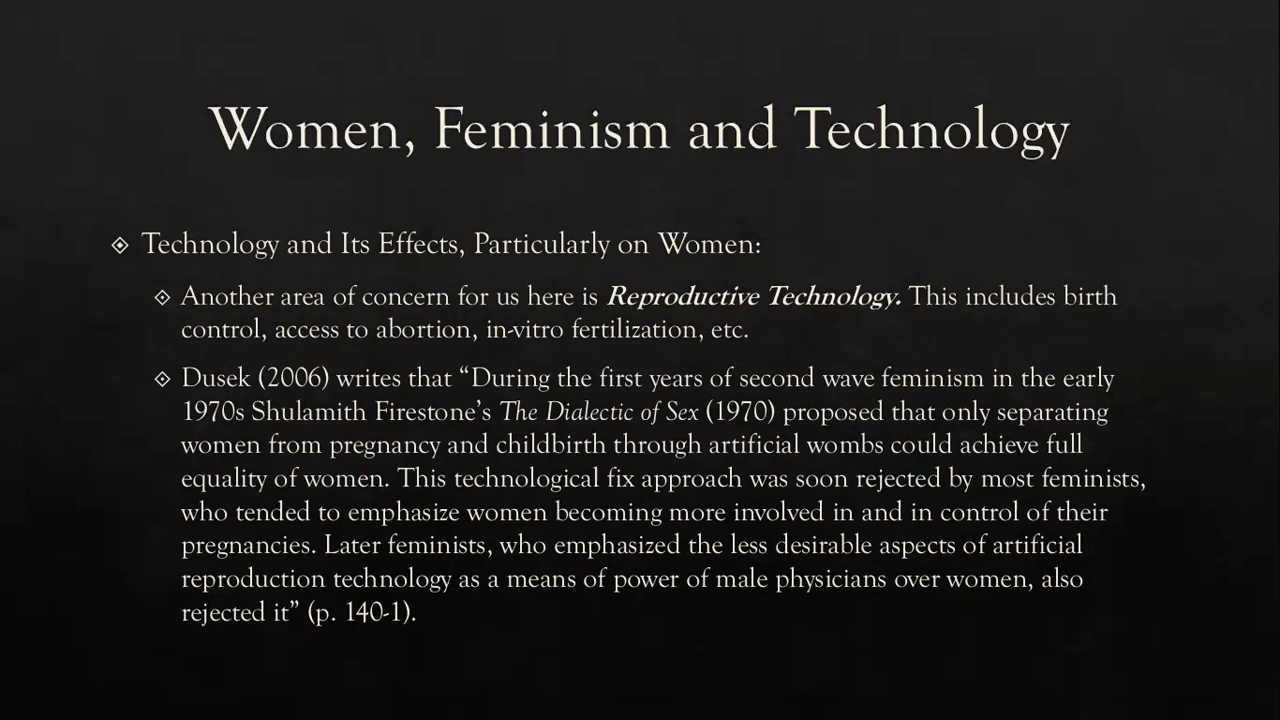 Women, Feminism and Technology
Technology and Its Effects, Particularly on Women:
Another area of concern for us here is Reproductive Technology. This includes birth
control, access to abortion, in-vitro fertilization, etc.
Dusek (2006) writes that “During the first years of second wave feminism in the early
1970s Shulamith Firestone’s The Dialectic of Sex (1970) proposed that only separating
women from pregnancy and childbirth through artificial wombs could achieve full
equality of women. This technological fix approach was soon rejected by most feminists,
who tended to emphasize women becoming more involved in and in control of their
pregnancies. Later feminists, who emphasized the less desirable aspects of artificial
reproduction technology as a means of power of male physicians over women, also
rejected it” (p. 140-1).